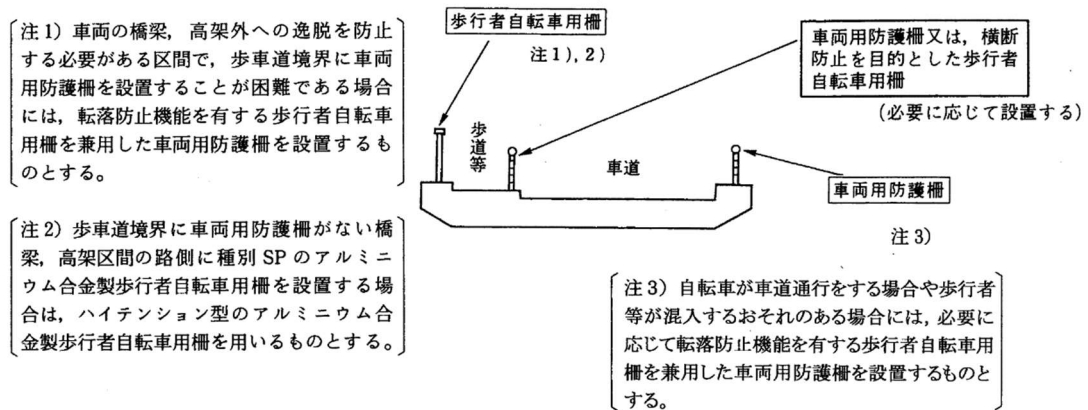 注1）車両の橋梁，高架外への逸脱を防止
する必要がある区間で，歩車道境界に車両
用防護柵を設置することが困難である場合
には，転落防止機能を有する歩行者自転車
用柵を兼用した車両用防護柵を設置するも
のとする。
注2）歩車道境界に車両用防護柵がない橋
梁，高架区間の路側に種別 SP のアルミニ
ウム合金製歩行者自転車用柵を設置する場
合は，ハイテンション型のアルミニウム合
金製歩行者自転車用柵を用いるものとする。
歩行者自転車用柵
注1），2）
車両用防護柵又は，横断
防止を目的とした歩行者
自転車用柵
（必要に応じて設置する）
歩道等
車道
車両用防護柵
注3）
注3）自転車が車道通行をする場合や歩行者
等が混入するおそれのある場合には，必要に
応じて転落防止機能を有する歩行者自転車用
柵を兼用した車両用防護柵を設置するものと
する。